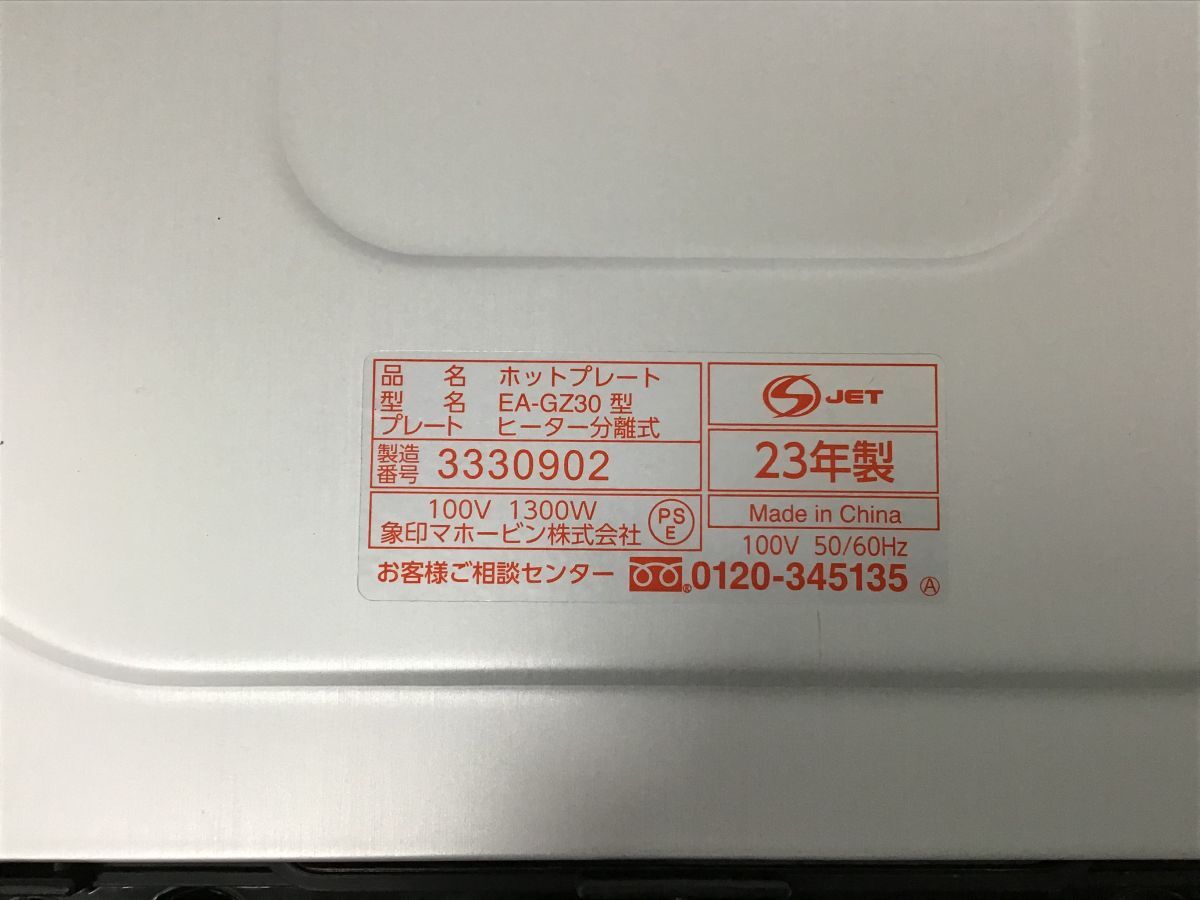 品 名 ホットプレート
型 名 EA-GZ30 型
プレート ヒーター分離式
製造番号 3330902
100V 1300W
象印マホービン株式会社
PSE
JET
23年製
Made in China
100V 50/60Hz
お客様ご相談センター 0120-345135 Ⓐ